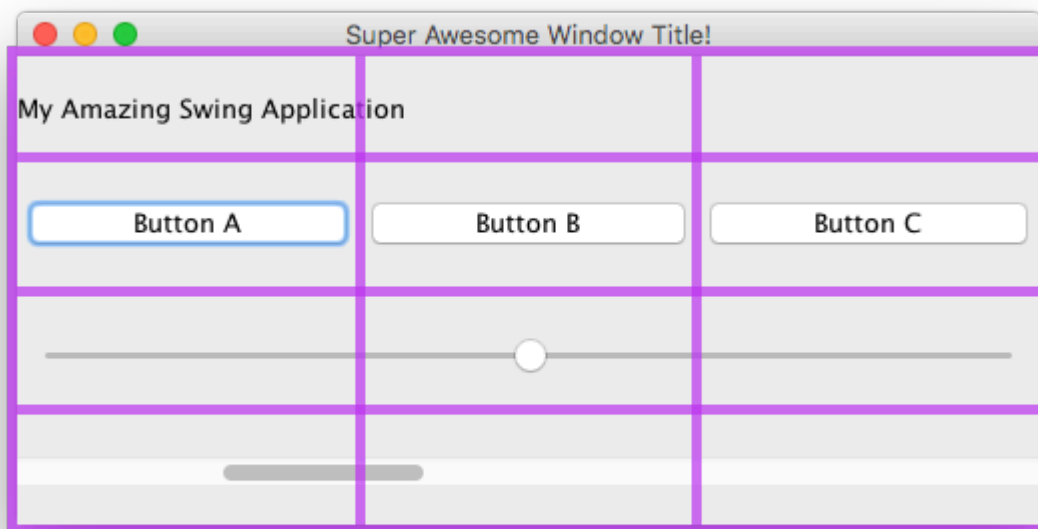 Super Awesome Window Title!
My Amazing Swing Application
Button A Button B Button C